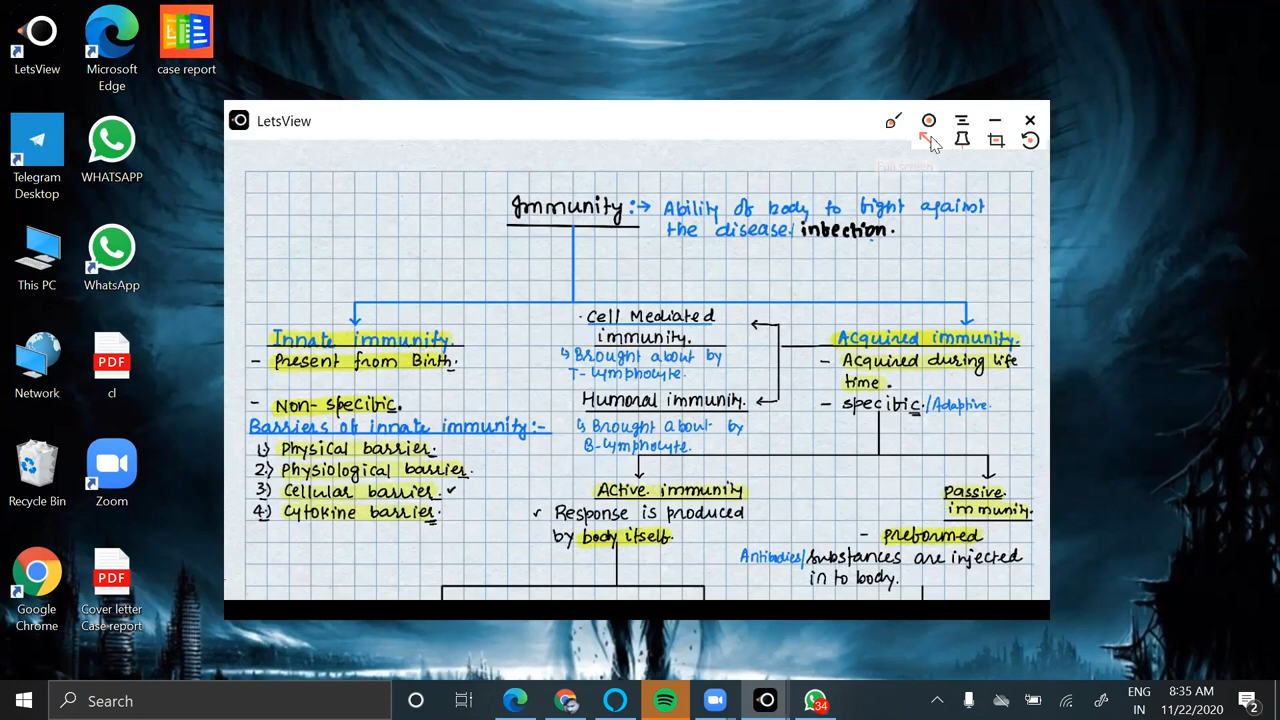 LetsView
Microsoft Edge
case report
Telegram Desktop
WHATSAPP
This PC
WhatsApp
Network
PDF
cl
Recycle Bin
Zoom
Google Chrome
PDF
Cover letter Case report
LetsView
Full screen
Immunity :→ Ability of body to fight against
the disease/ infection.
Innate immunity.
- Present from Birth.
- Non-specific.
Barriers of innate immunity:-
1) Physical barrier.
2) Physiological barrier.
3) Cellular barrier. ✓
4) Cytokine barrier.
· Cell Mediated
immunity.
↳ Brought about by
T-lymphocyte.
Humoral immunity.
↳ Brought about by
B-lymphocyte.
Acquired immunity.
- Acquired during life
time.
- specific /Adaptive.
Active immunity
✓ Response is produced
by body itself.
Passive
immunity.
- preformed
Antibodies/substances are injected
in to body.
Search
34
ENG
IN
8:35 AM
11/22/2020
2